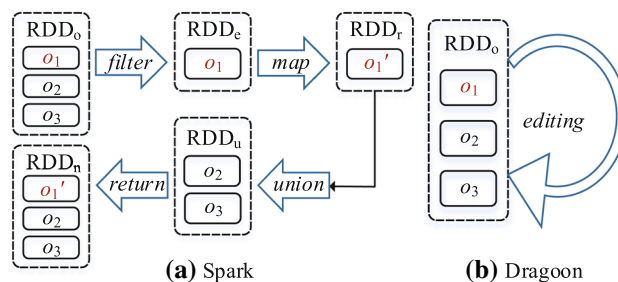 RDDₒ
o₁
o₂
o₃
filter
RDDₑ
o₁
map
RDDᵣ
o₁′
RDDₙ
o₁′
o₂
o₃
return
RDDᵤ
o₂
o₃
union
(a) Spark
RDDₒ
o₁
o₂
o₃
editing
(b) Dragoon